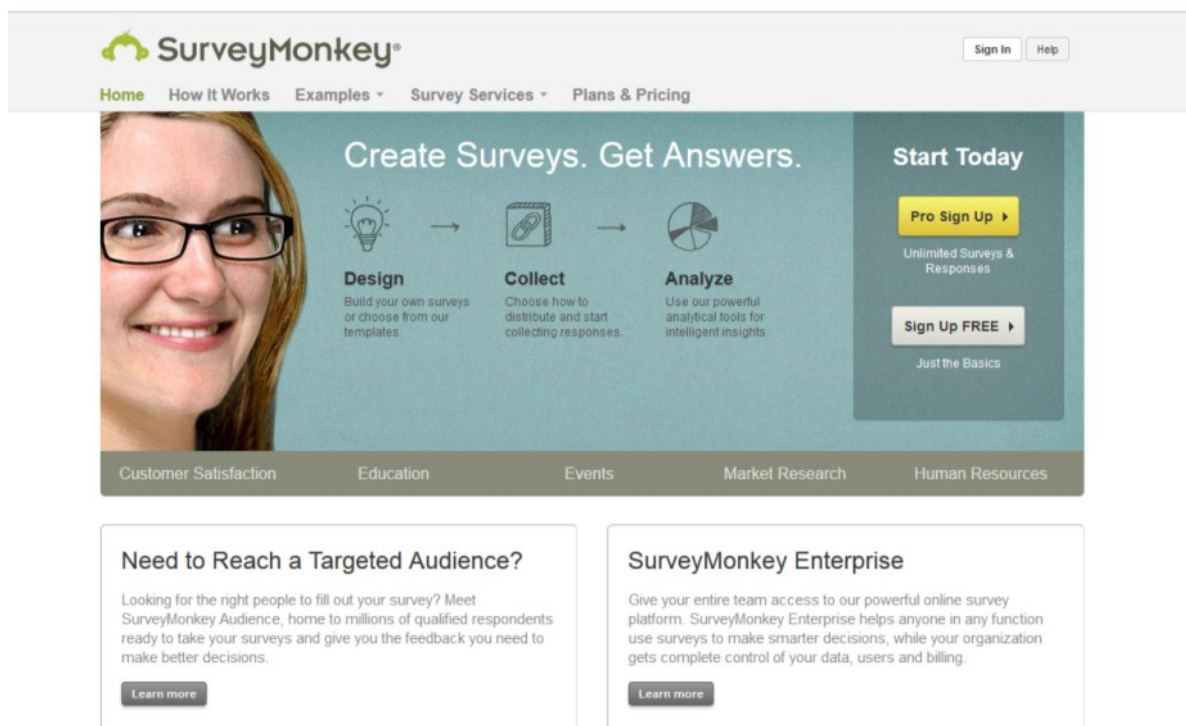 SurveyMonkey®
Sign In
Help
Home
How It Works
Examples
Survey Services
Plans & Pricing
Create Surveys. Get Answers.
Design
Build your own surveys
or choose from our
templates.
Collect
Choose how to
distribute and start
collecting responses.
Analyze
Use our powerful
analytical tools for
intelligent insights.
Start Today
Pro Sign Up
Unlimited Surveys &
Responses
Sign Up FREE
Just the Basics
Customer Satisfaction
Education
Events
Market Research
Human Resources
Need to Reach a Targeted Audience?
Looking for the right people to fill out your survey? Meet
SurveyMonkey Audience, home to millions of qualified respondents
ready to take your surveys and give you the feedback you need to
make better decisions.
Learn more
SurveyMonkey Enterprise
Give your entire team access to our powerful online survey
platform. SurveyMonkey Enterprise helps anyone in any function
use surveys to make smarter decisions, while your organization
gets complete control of your data, users and billing.
Learn more